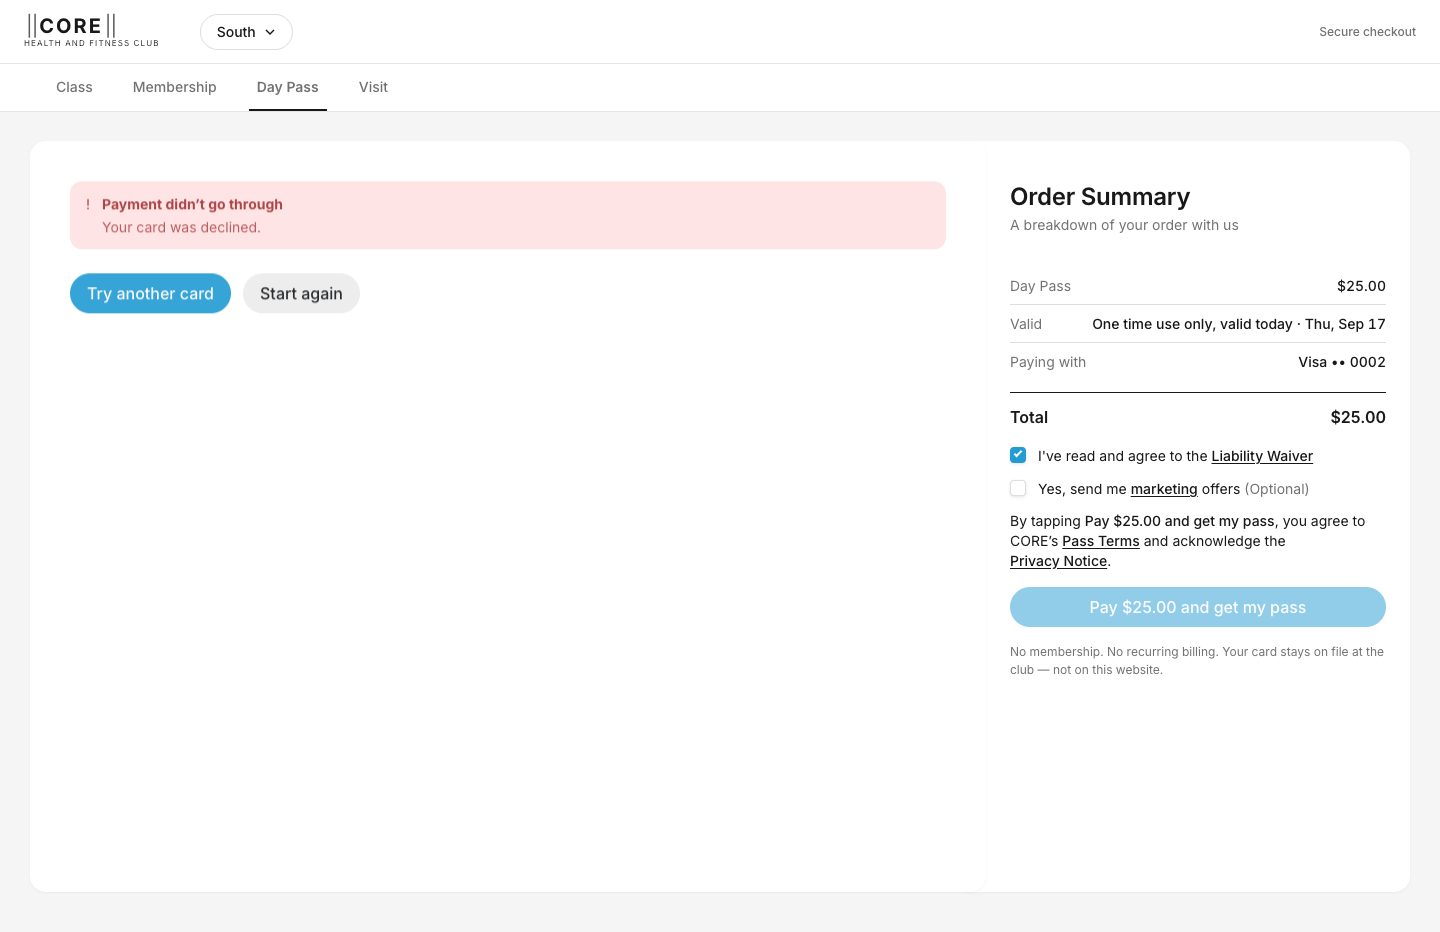 CORE
HEALTH AND FITNESS CLUB
South
Secure checkout
Class
Membership
Day Pass
Visit
! Payment didn’t go through
Your card was declined.
Try another card
Start again
Order Summary
A breakdown of your order with us
Day Pass $25.00
Valid One time use only, valid today · Thu, Sep 17
Paying with Visa •• 0002
Total $25.00
I've read and agree to the Liability Waiver
Yes, send me marketing offers (Optional)
By tapping Pay $25.00 and get my pass, you agree to
CORE’s Pass Terms and acknowledge the
Privacy Notice.
Pay $25.00 and get my pass
No membership. No recurring billing. Your card stays on file at the
club — not on this website.